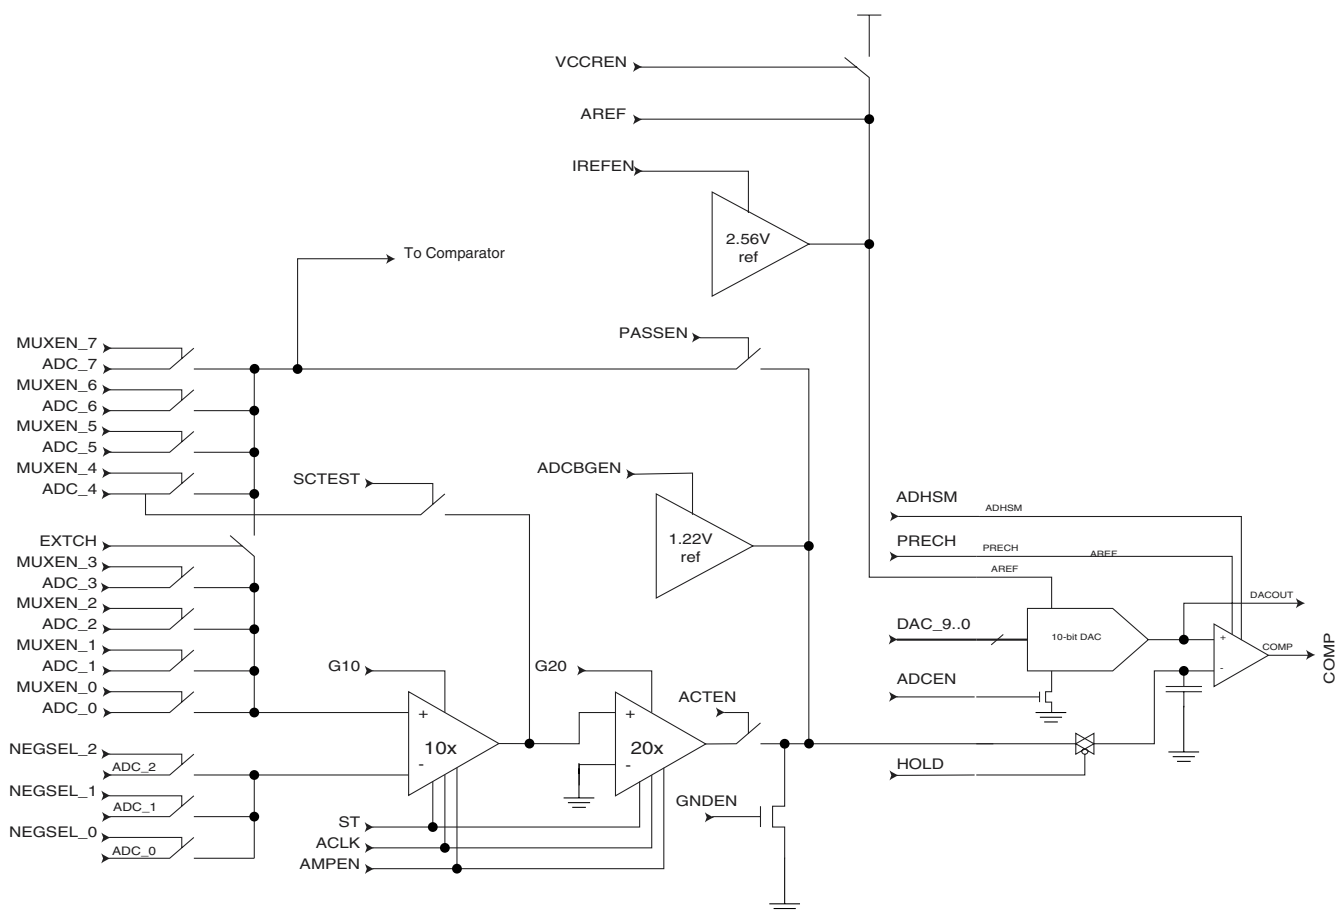 VCCREN
AREF
IREFEN
2.56V
ref
To Comparator
PASSEN
MUXEN_7
ADC_7
MUXEN_6
ADC_6
MUXEN_5
ADC_5
MUXEN_4
ADC_4
SCTEST
ADCBGEN
1.22V
ref
EXTCH
MUXEN_3
ADC_3
MUXEN_2
ADC_2
MUXEN_1
ADC_1
MUXEN_0
ADC_0
G10
+
10x
-
G20
+
20x
-
ACTEN
NEGSEL_2
ADC_2
NEGSEL_1
ADC_1
NEGSEL_0
ADC_0
ST
ACLK
AMPEN
GNDEN
ADHSM
ADHSM
PRECH
PRECH
AREF
AREF
DAC_9..0
10-bit DAC
DACOUT
+
-
COMP
COMP
ADCEN
HOLD